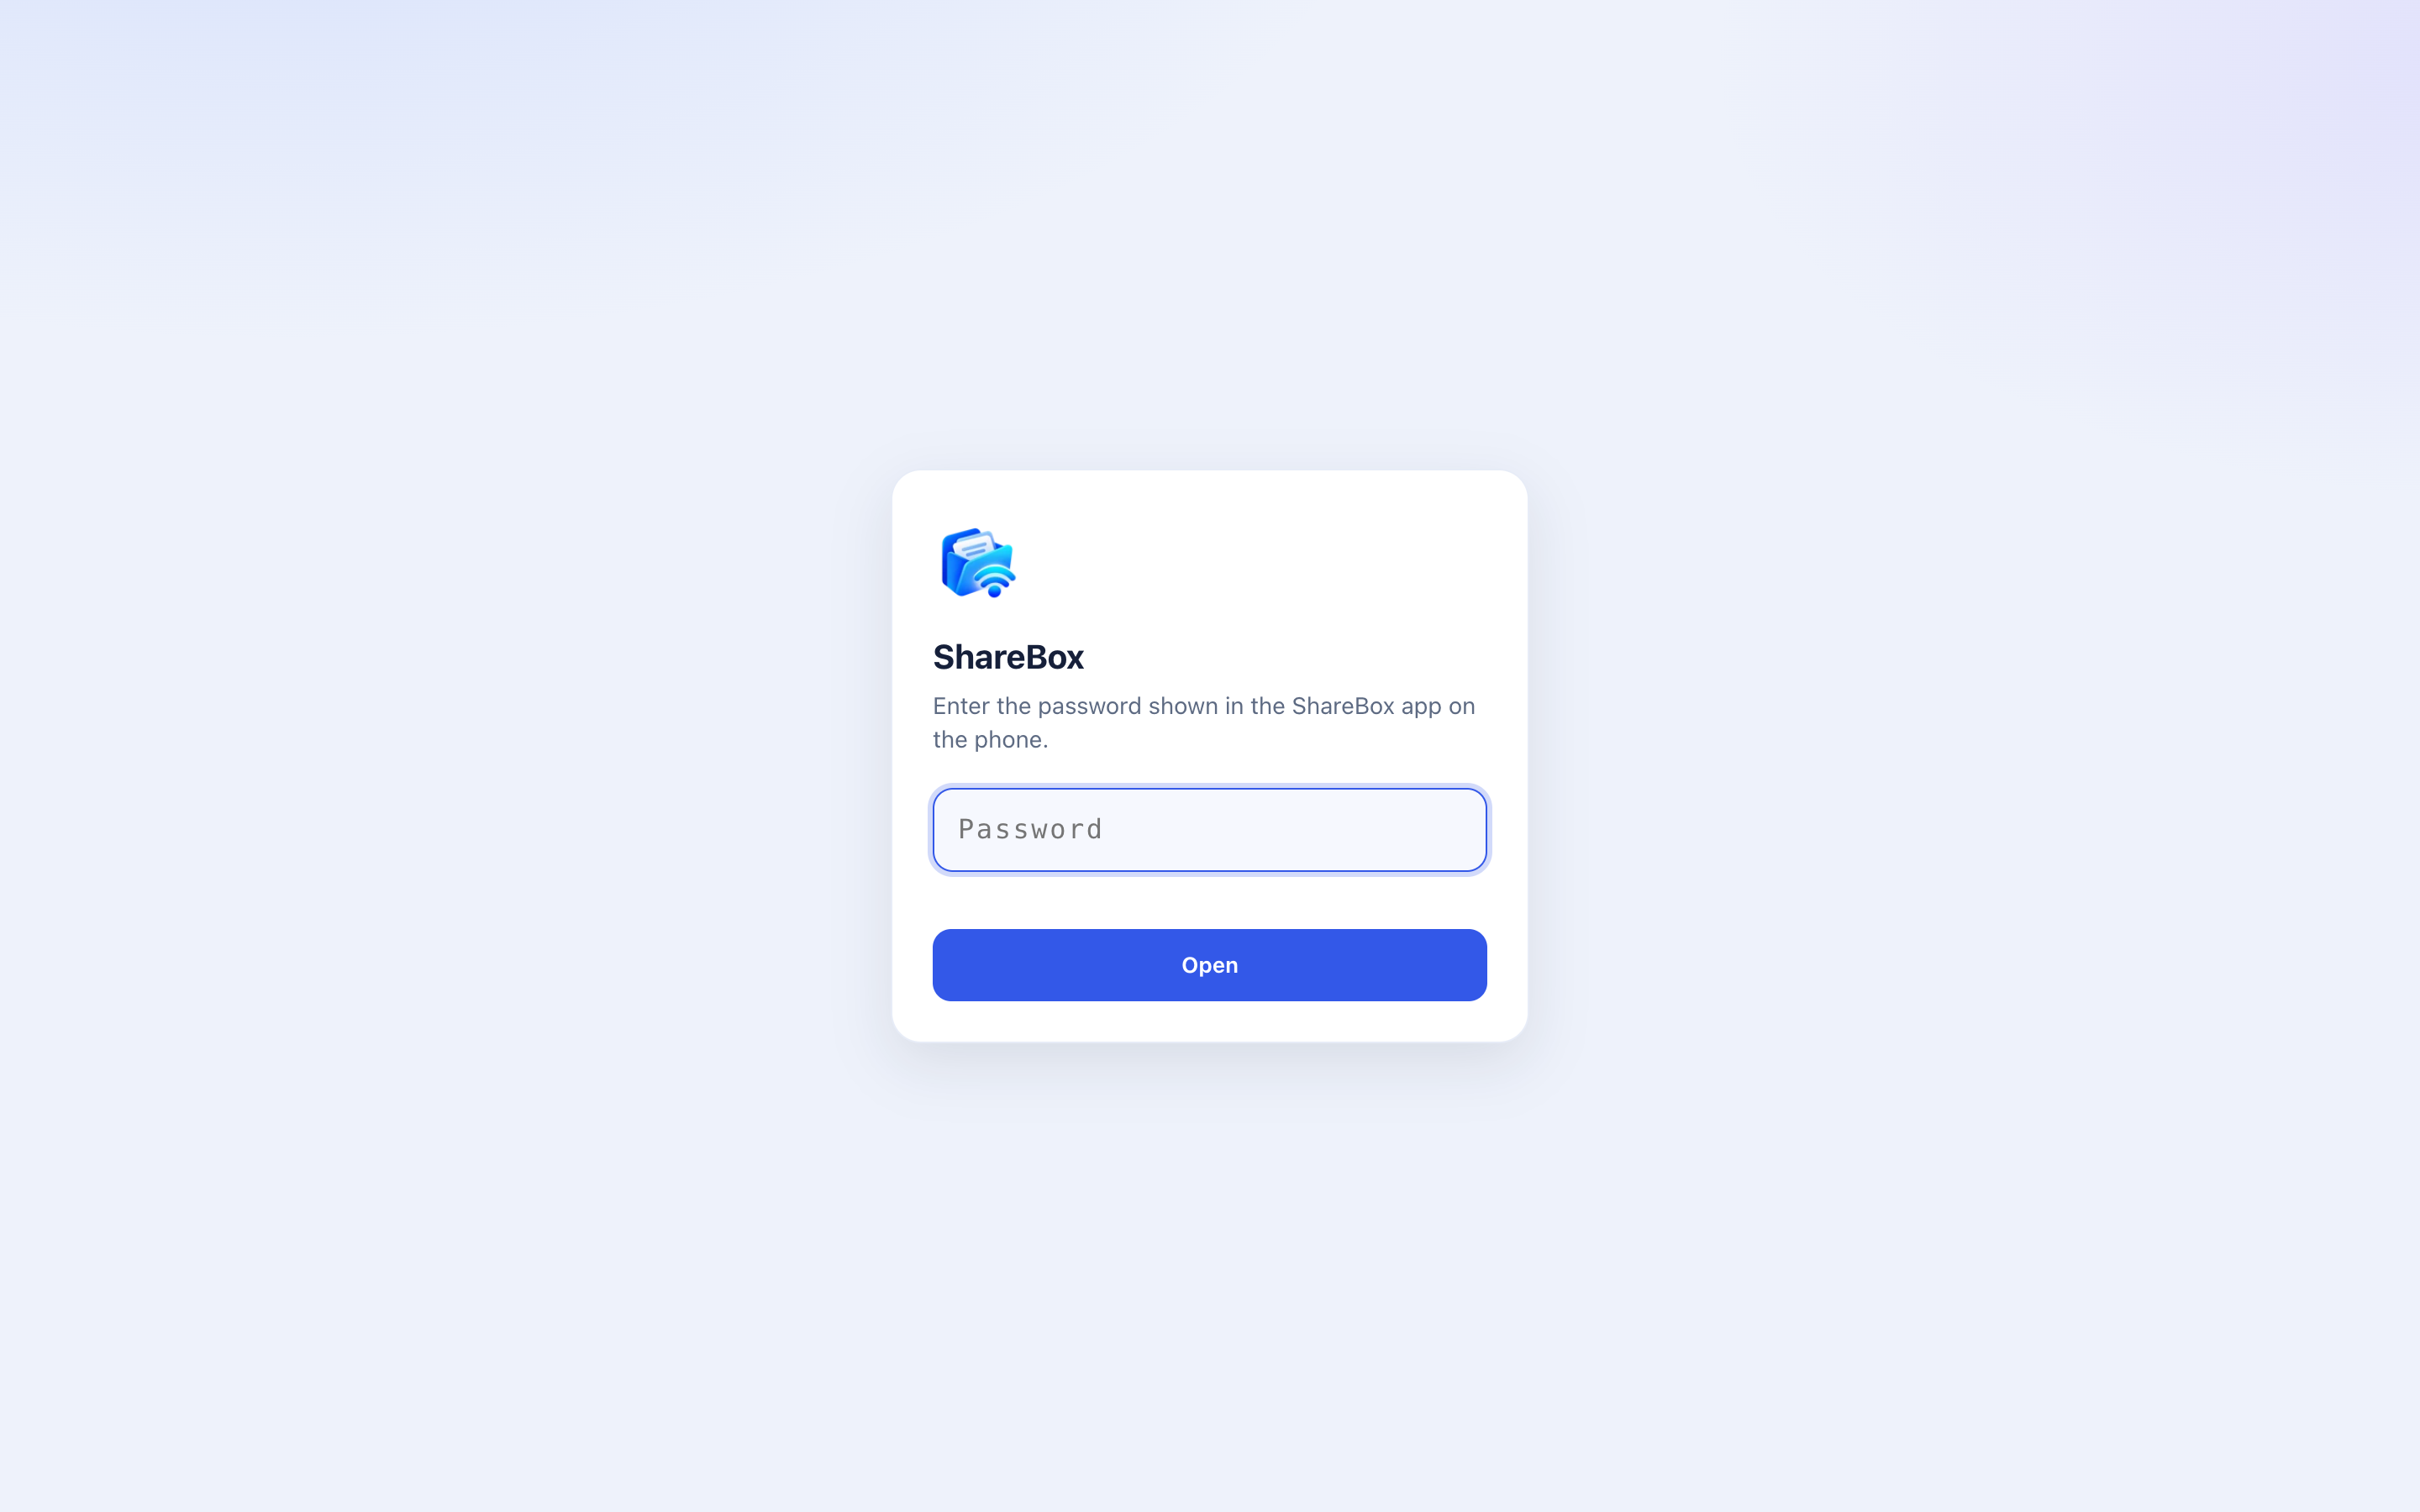 ShareBox
Enter the password shown in the ShareBox app on
the phone.
Password
Open